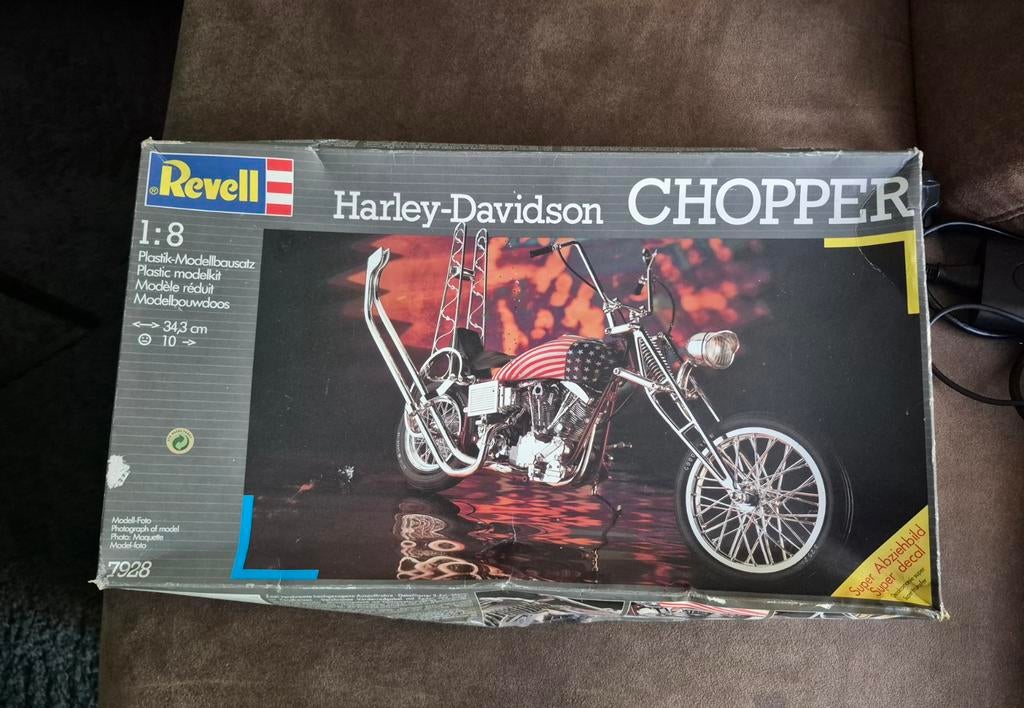 Revell
®
Harley-Davidson CHOPPER
1:8
Plastik-Modellbausatz
Plastic modelkit
Modèle réduit
Modelbouwdoos
34,3 cm
10
Modell-Foto
Photograph of model
Photo: Maquette
Model-foto
7928
Super Abziehbild
Super decal